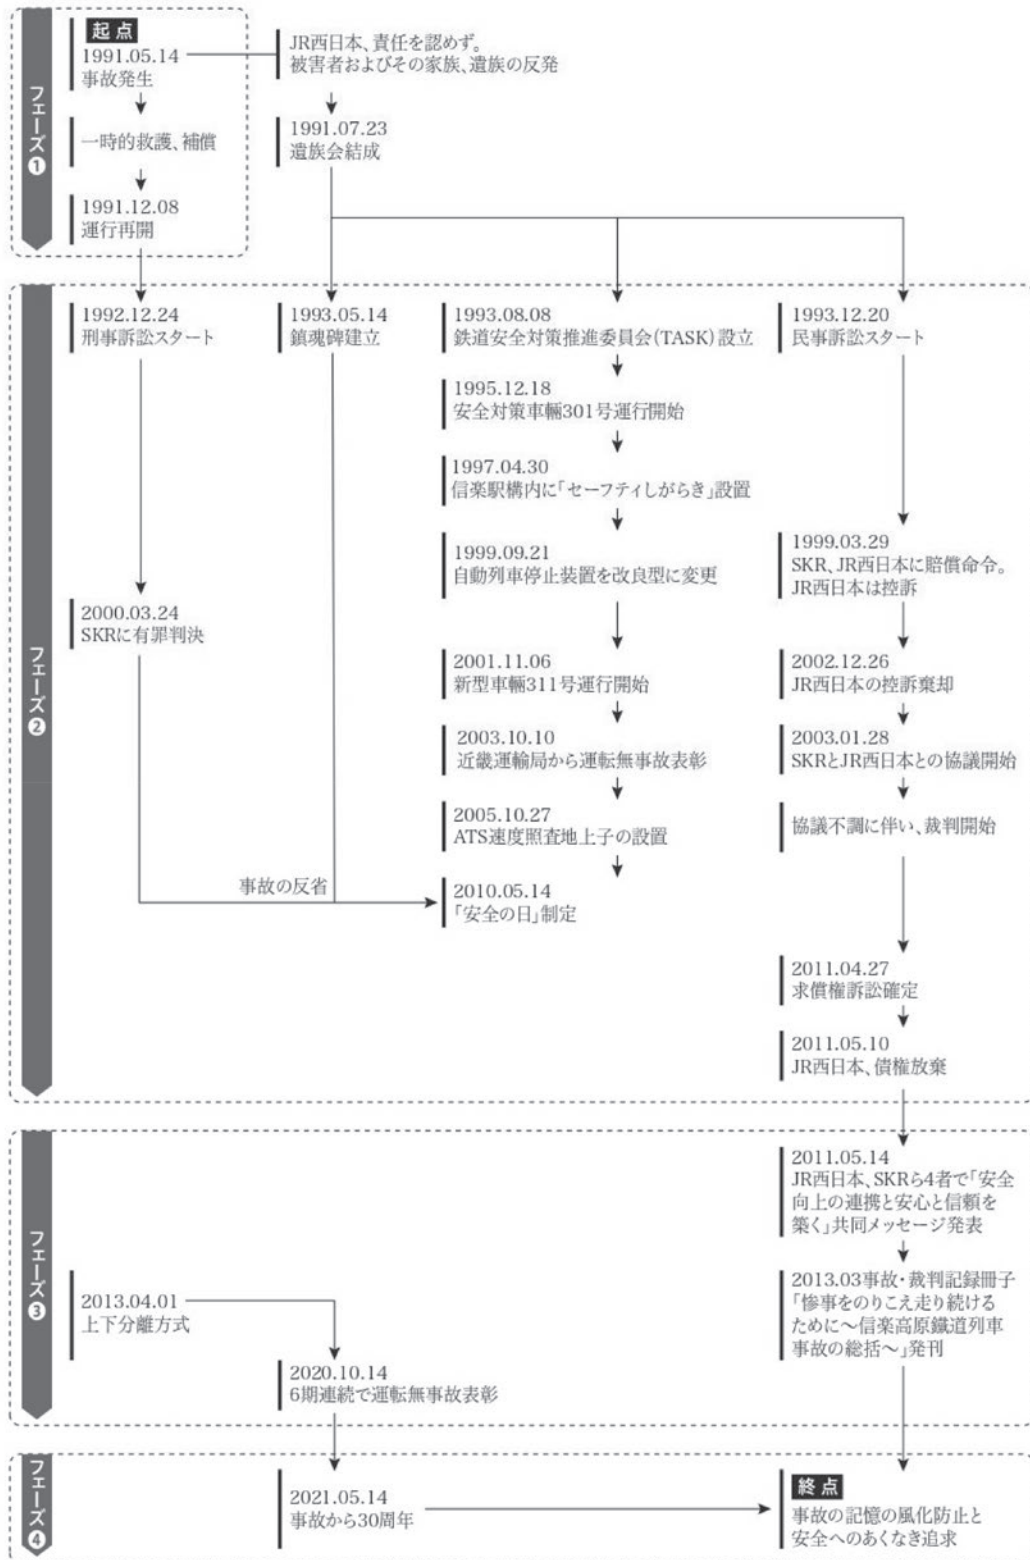 フェーズ❶
起点
1991.05.14
事故発生
JR西日本、責任を認めず。
被害者およびその家族、遺族の反発
一時的救護、補償
1991.07.23
遺族会結成
1991.12.08
運行再開
フェーズ❷
1992.12.24
刑事訴訟スタート
2000.03.24
SKRに有罪判決
1993.05.14
鎮魂碑建立
事故の反省
1993.08.08
鉄道安全対策推進委員会(TASK)設立
1995.12.18
安全対策車輛301号運行開始
1997.04.30
信楽駅構内に「セーフティしがらき」設置
1999.09.21
自動列車停止装置を改良型に変更
2001.11.06
新型車輛311号運行開始
2003.10.10
近畿運輸局から運転無事故表彰
2005.10.27
ATS速度照査地上子の設置
2010.05.14
「安全の日」制定
1993.12.20
民事訴訟スタート
1999.03.29
SKR、JR西日本に賠償命令。
JR西日本は控訴
2002.12.26
JR西日本の控訴棄却
2003.01.28
SKRとJR西日本との協議開始
協議不調に伴い、裁判開始
2011.04.27
求償権訴訟確定
2011.05.10
JR西日本、債権放棄
フェーズ❸
2011.05.14
JR西日本、SKRら4者で「安全
向上の連携と安心と信頼を
築く」共同メッセージ発表
2013.03事故・裁判記録冊子
「惨事をのりこえ走り続ける
ために～信楽高原鐵道列車
事故の総括～」発刊
2013.04.01
上下分離方式
2020.10.14
6期連続で運転無事故表彰
フェーズ❹
2021.05.14
事故から30周年
終点
事故の記憶の風化防止と
安全へのあくなき追求